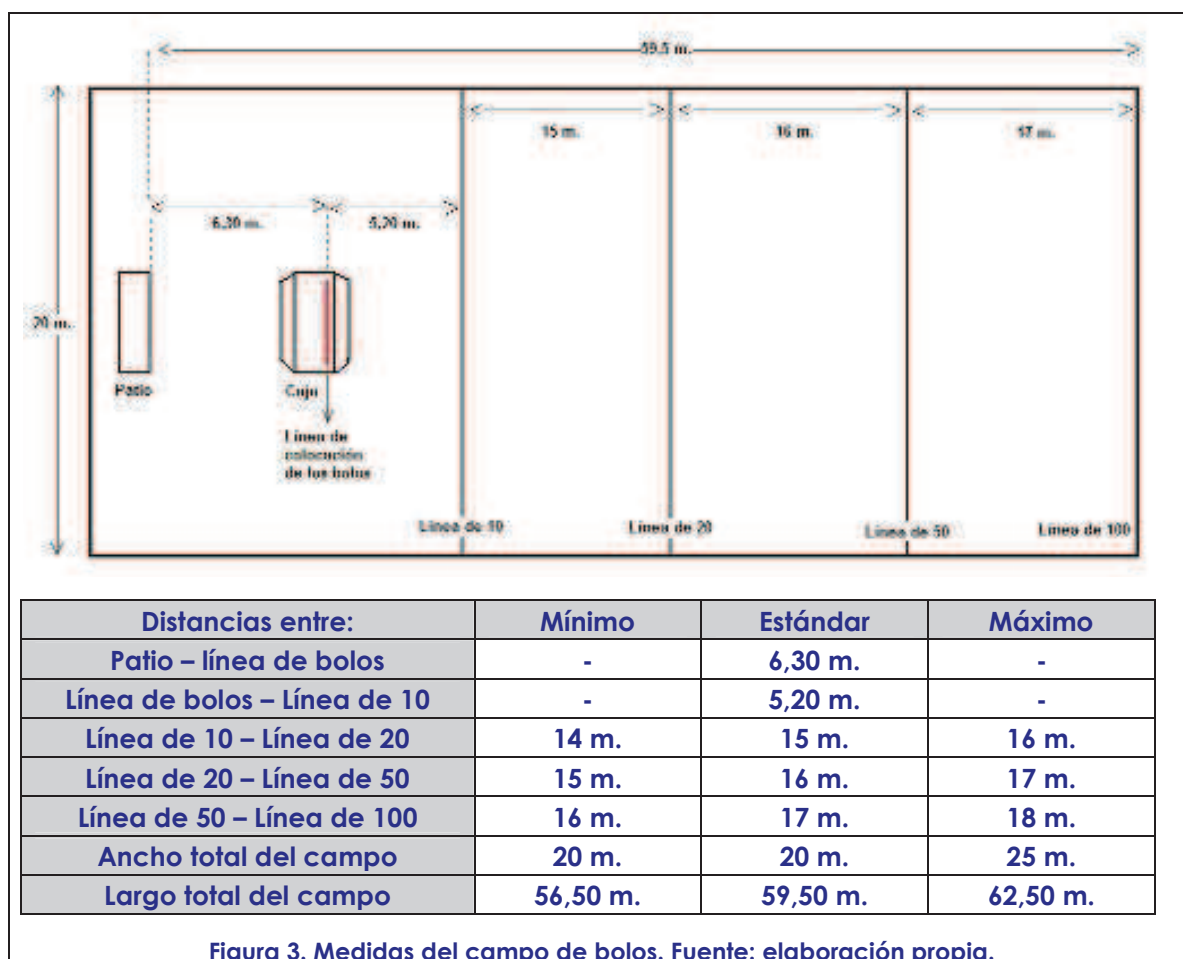 59.5 m.
15 m.
16 m.
17 m.
6,30 m.
5,20 m.
20 m.
Patio
Línea de
colocación
de los bolos
Línea de 10
Línea de 20
Línea de 50
Línea de 100
Distancias entre: Mínimo Estándar Máximo
Patio – línea de bolos - 6,30 m. -
Línea de bolos – Línea de 10 - 5,20 m. -
Línea de 10 – Línea de 20 14 m. 15 m. 16 m.
Línea de 20 – Línea de 50 15 m. 16 m. 17 m.
Línea de 50 – Línea de 100 16 m. 17 m. 18 m.
Ancho total del campo 20 m. 20 m. 25 m.
Largo total del campo 56,50 m. 59,50 m. 62,50 m.
Figura 3. Medidas del campo de bolos. Fuente: elaboración propia.